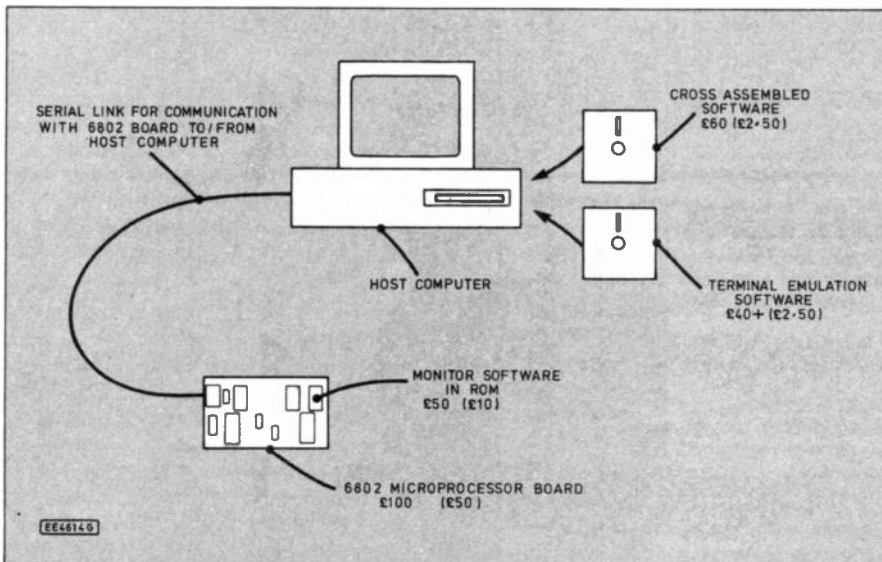 SERIAL LINK FOR COMMUNICATION
WITH 6802 BOARD TO/FROM
HOST COMPUTER
CROSS ASSEMBLED
SOFTWARE
£60 (£2·50)
HOST COMPUTER
TERMINAL EMULATION
SOFTWARE
£40+ (£2·50)
MONITOR SOFTWARE
IN ROM
£50 (£10)
6802 MICROPROCESSOR BOARD
£100 (£50)
EE4614G